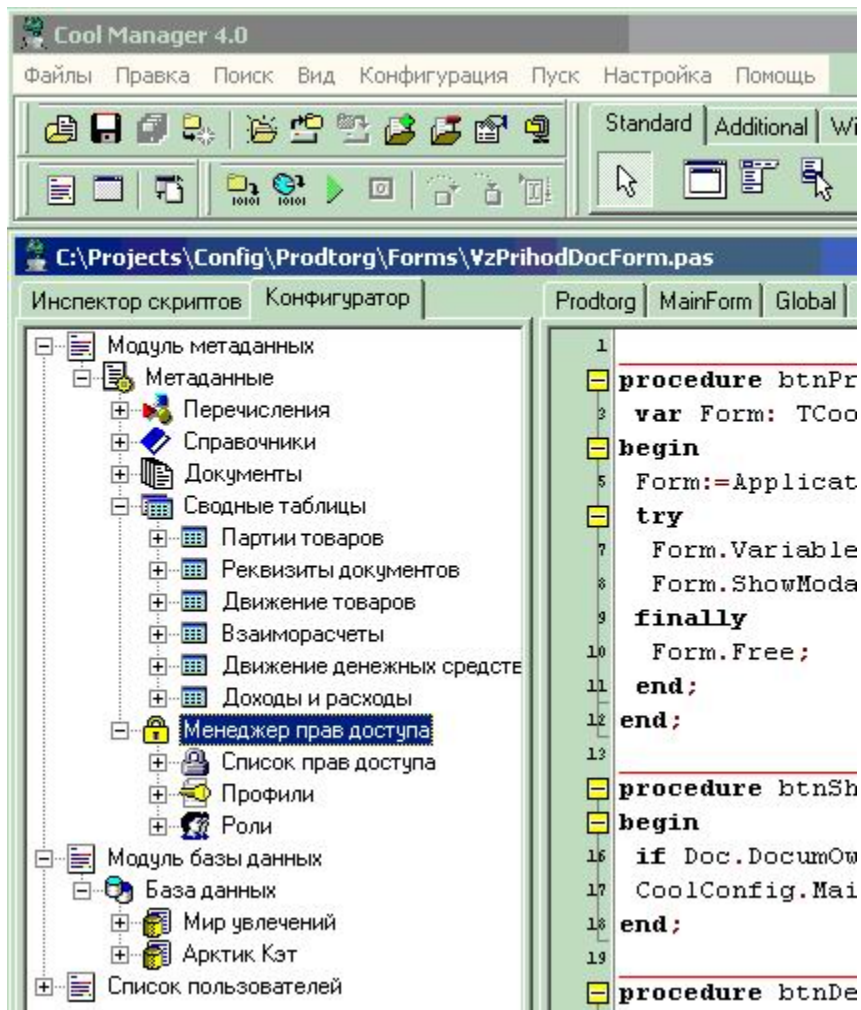 Cool Manager 4.0
Файлы Правка Поиск Вид Конфигурация Пуск Настройка Помощь
Standard Additional
C:\Projects\Config\Prodtorg\Forms\VzPrihodDocForm.pas
Инспектор скриптов Конфигуратор
Prodtorg MainForm Global
Модуль метаданных
Метаданные
Перечисления
Справочники
Документы
Сводные таблицы
Партии товаров
Реквизиты документов
Движение товаров
Взаиморасчеты
Движение денежных средств
Доходы и расходы
Менеджер прав доступа
Список прав доступа
Профили
Роли
Модуль базы данных
База данных
Мир увлечений
Арктик Кэт
Список пользователей
1
procedure btnPr
3 var Form: TCoo
begin
5 Form:=Applicat
try
7 Form.Variable
8 Form.ShowModa
9 finally
10 Form.Free;
11 end;
12 end;
13
procedure btnSh
begin
16 if Doc.DocumOw
17 CoolConfig.Mai
18 end;
19
procedure btnDe